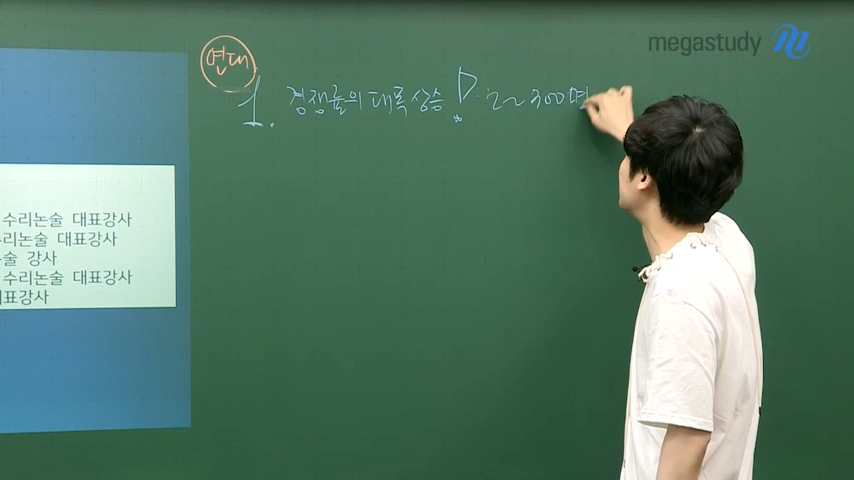 megastudy
연대
1. 경쟁률의 대폭 상승! 300명
수리논술 대표강사
리논술 대표강사
술 강사
수리논술 대표강사
표강사